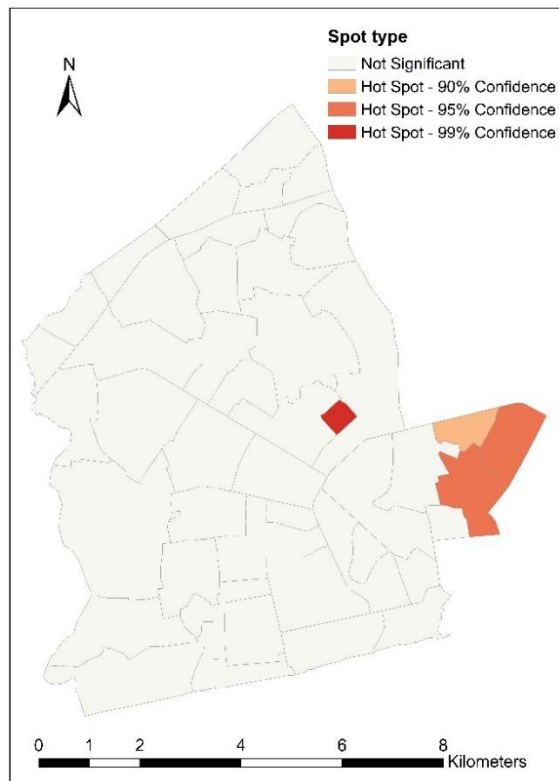 Spot type
Not Significant
Hot Spot - 90% Confidence
Hot Spot - 95% Confidence
Hot Spot - 99% Confidence
N
0 1 2 4 6 8
Kilometers